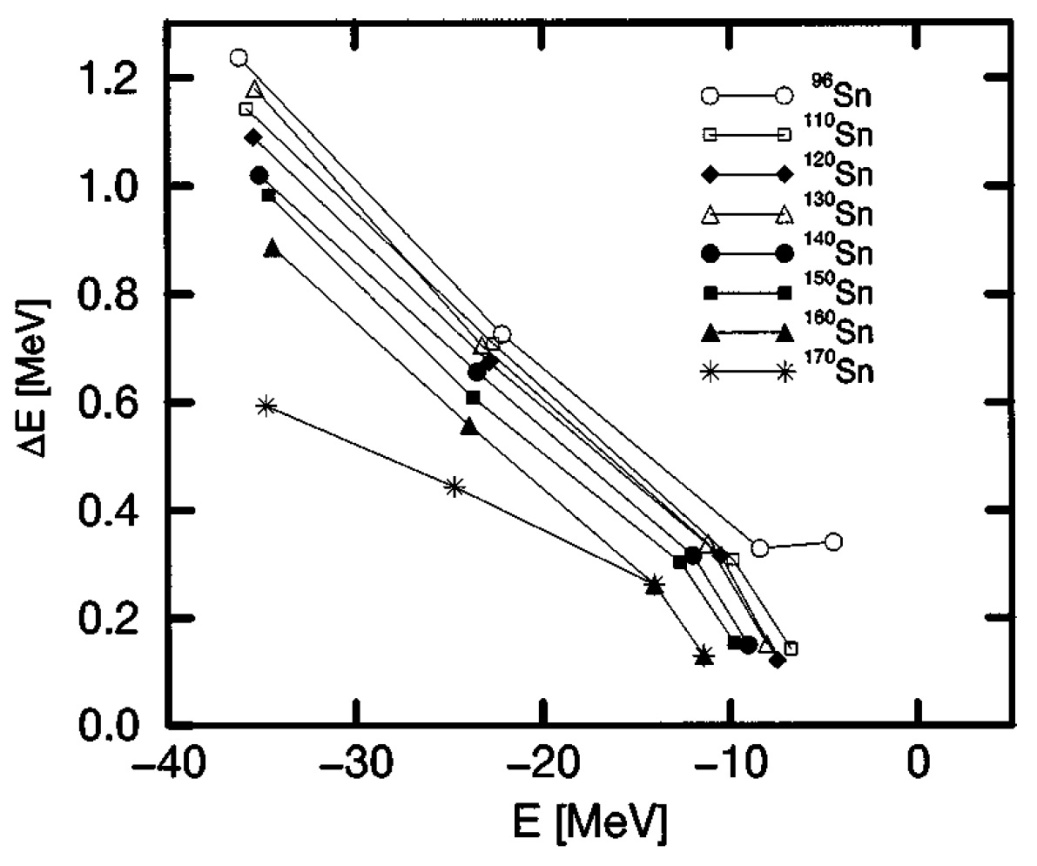 1.2
1.0
0.8
0.6
0.4
0.2
0.0
ΔE [MeV]
⁹⁶Sn
¹¹⁰Sn
¹²⁰Sn
¹³⁰Sn
¹⁴⁰Sn
¹⁵⁰Sn
¹⁶⁰Sn
¹⁷⁰Sn
−40 −30 −20 −10 0
E [MeV]